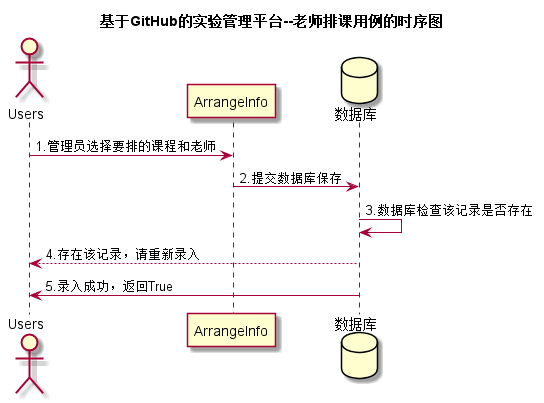 基于GitHub的实验管理平台--老师排课用例的时序图
Users
ArrangeInfo
数据库
1.管理员选择要排的课程和老师
2.提交数据库保存
3.数据库检查该记录是否存在
4.存在该记录，请重新录入
5.录入成功，返回True
Users
ArrangeInfo
数据库